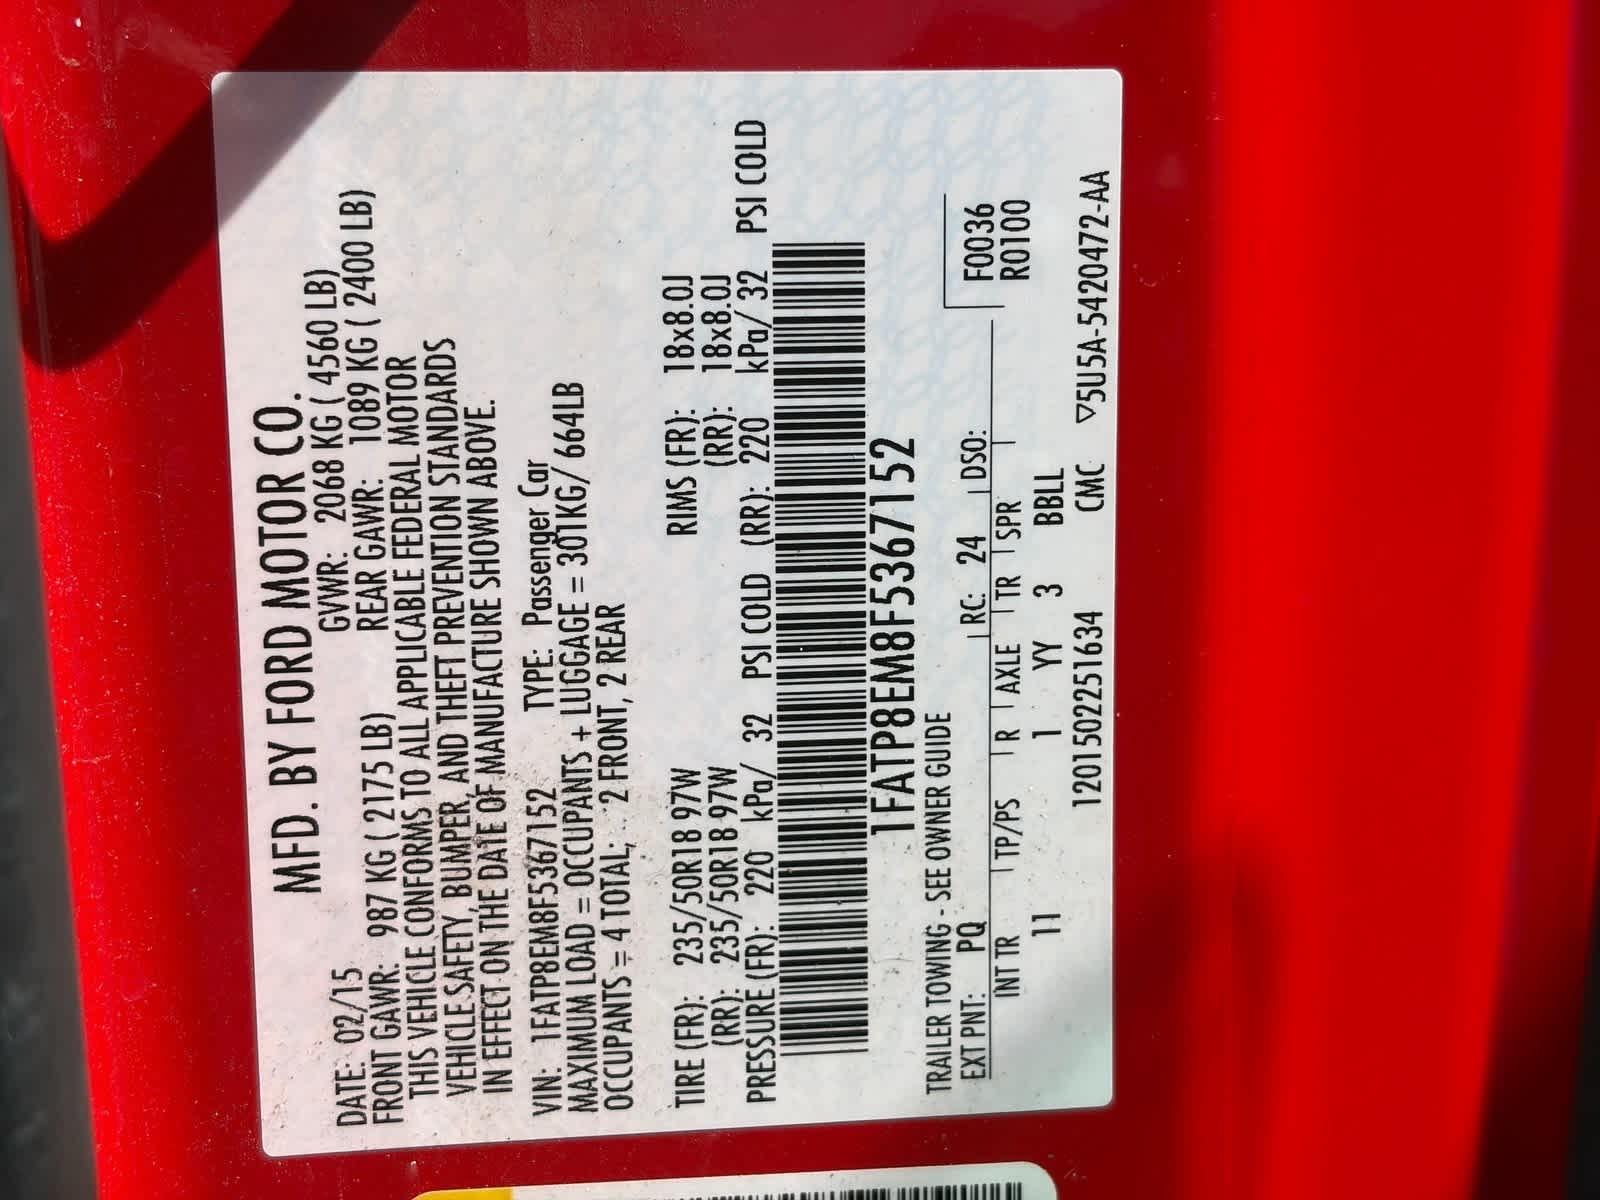 MFD. BY FORD MOTOR CO.
DATE: 02/15 GVWR: 2068 KG ( 4560 LB)
FRONT GAWR: 987 KG ( 2175 LB) REAR GAWR: 1089 KG ( 2400 LB)
THIS VEHICLE CONFORMS TO ALL APPLICABLE FEDERAL MOTOR
VEHICLE SAFETY, BUMPER, AND THEFT PREVENTION STANDARDS
IN EFFECT ON THE DATE OF MANUFACTURE SHOWN ABOVE.
VIN: 1FATP8EM8F5367152 TYPE: Passenger Car
MAXIMUM LOAD = OCCUPANTS + LUGGAGE = 301KG/ 664LB
OCCUPANTS = 4 TOTAL: 2 FRONT, 2 REAR
TIRE (FR): 235/50R18 97W RIMS (FR): 18x8.0J
(RR): 235/50R18 97W (RR): 18x8.0J
PRESSURE (FR): 220 kPa/ 32 PSI COLD (RR): 220 kPa/ 32 PSI COLD
1FATP8EM8F5367152
TRAILER TOWING - SEE OWNER GUIDE
EXT PNT: PQ RC: 24 DSO: F0036
R0100
INT TR TP/PS R AXLE TR SPR
11 1 YY 3 BBLL
1201502251634 CMC ▽5U5A-5420472-AA